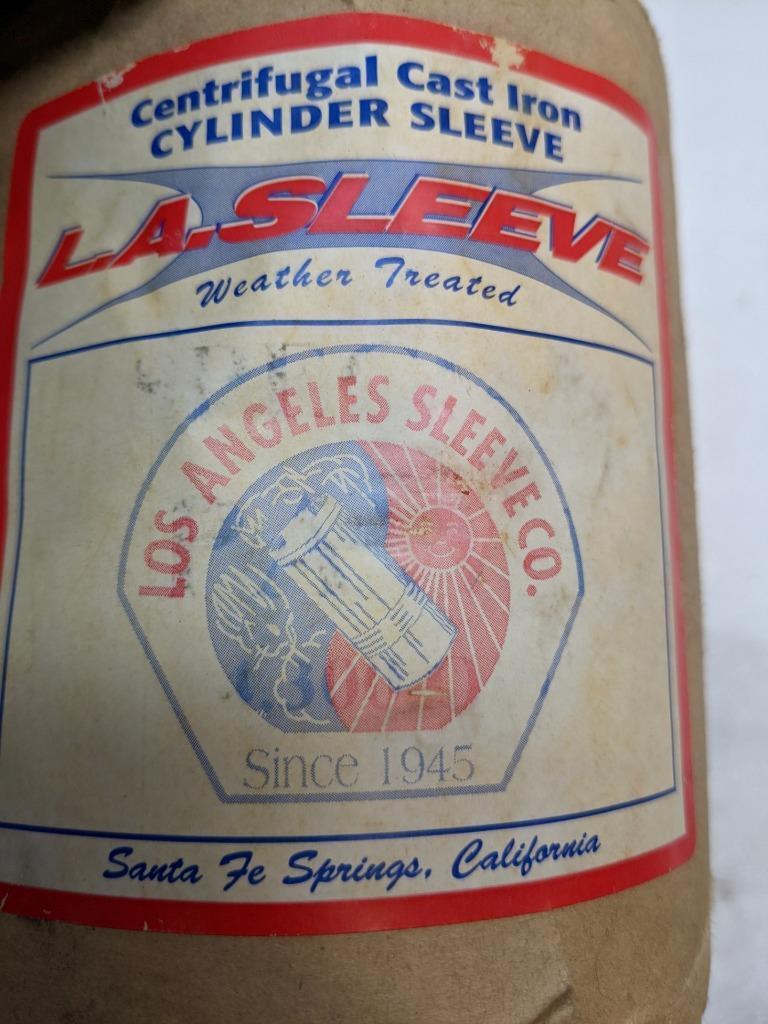 Centrifugal Cast Iron
CYLINDER SLEEVE
L.A.SLEEVE
Weather Treated
LOS ANGELES SLEEVE CO.
Since 1945
Santa Fe Springs, California